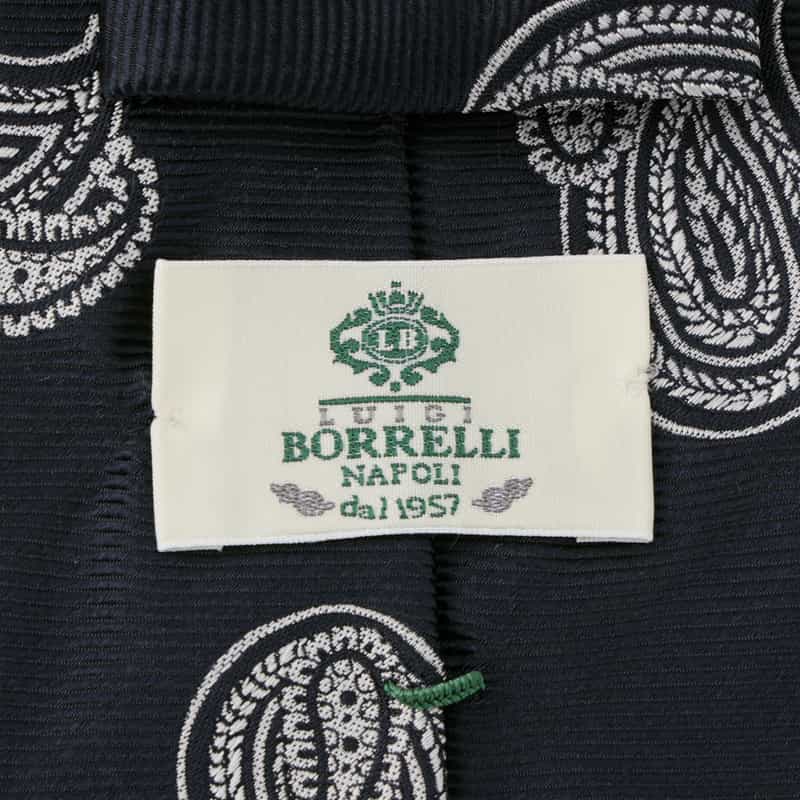 LB
LUIGI
BORRELLI
NAPOLI
dal 1957